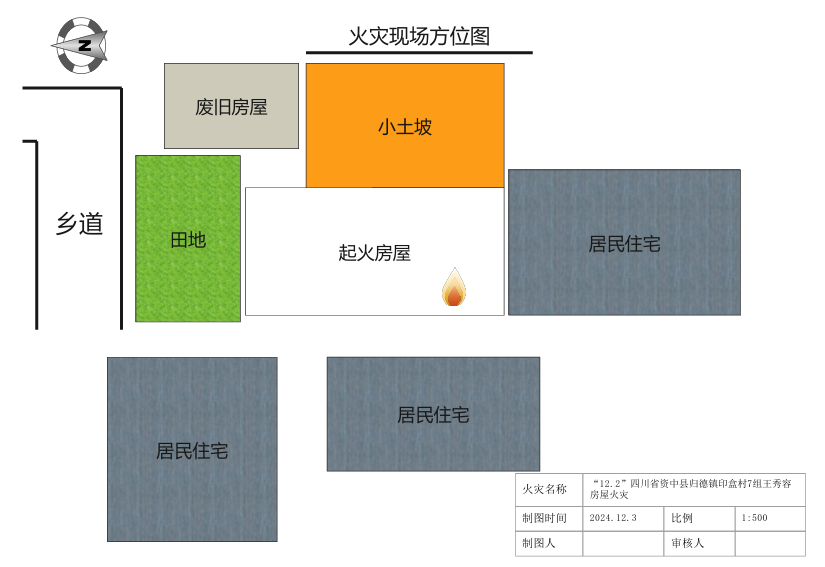 火灾现场方位图
N
废旧房屋
小土坡
乡道
田地
起火房屋
居民住宅
居民住宅
居民住宅
火灾名称
“12.2”四川省资中县归德镇印盒村7组王秀容
房屋火灾
制图时间 2024.12.3 比例 1:500
制图人 审核人